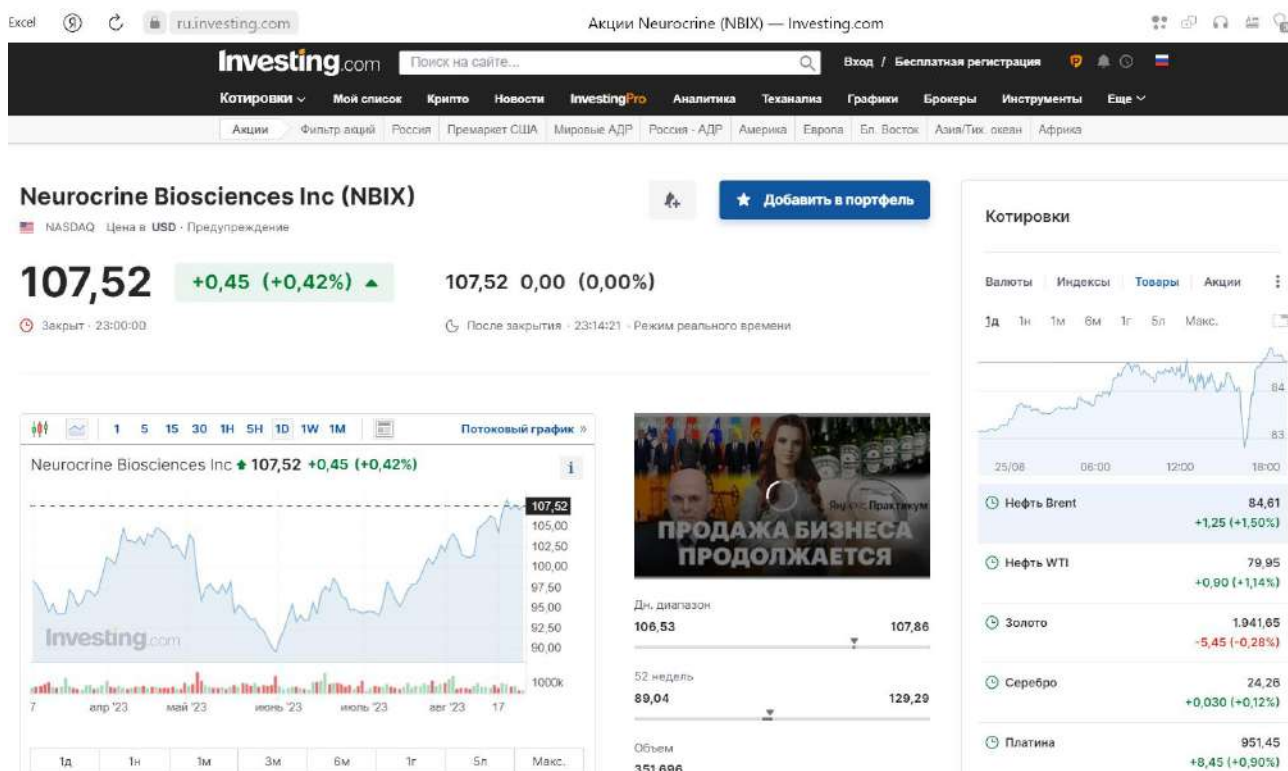 Excel
ru.investing.com
Акции Neurocrine (NBIX) — Investing.com
Investing.com
Поиск на сайте...
Вход / Бесплатная регистрация
Котировки Мой список Крипто Новости InvestingPro Аналитика Теханализ Графики Брокеры Инструменты Еще
Акции Фильтр акций Россия Премаркет США Мировые АДР Россия - АДР Америка Европа Бл. Восток Азия/Тих. океан Африка
Neurocrine Biosciences Inc (NBIX)
Добавить в портфель
NASDAQ Цена в USD · Предупреждение
107,52 +0,45 (+0,42%) 107,52 0,00 (0,00%)
Закрыт · 23:00:00
После закрытия · 23:14:21 · Режим реального времени
1 5 15 30 1H 5H 1D 1W 1M
Потоковый график »
Neurocrine Biosciences Inc 107,52 +0,45 (+0,42%)
i
107,52
105,00
102,50
100,00
97,50
95,00
92,50
90,00
1000k
Investing.com
7 апр '23 май '23 июнь '23 июль '23 авг '23 17
1д 1н 1м 3м 6м 1г 5л Макс.
Яндекс Практикум
ПРОДАЖА БИЗНЕСА
ПРОДОЛЖАЕТСЯ
Дн. диапазон
106,53 107,86
52 недель
89,04 129,29
Объем
351.696
Котировки
Валюты Индексы Товары Акции
1д 1н 1м 6м 1г 5л Макс.
84
83
25/08 06:00 12:00 18:00
Нефть Brent 84,61
+1,25 (+1,50%)
Нефть WTI 79,95
+0,90 (+1,14%)
Золото 1.941,65
-5,45 (-0,28%)
Серебро 24,26
+0,030 (+0,12%)
Платина 951,45
+8,45 (+0,90%)